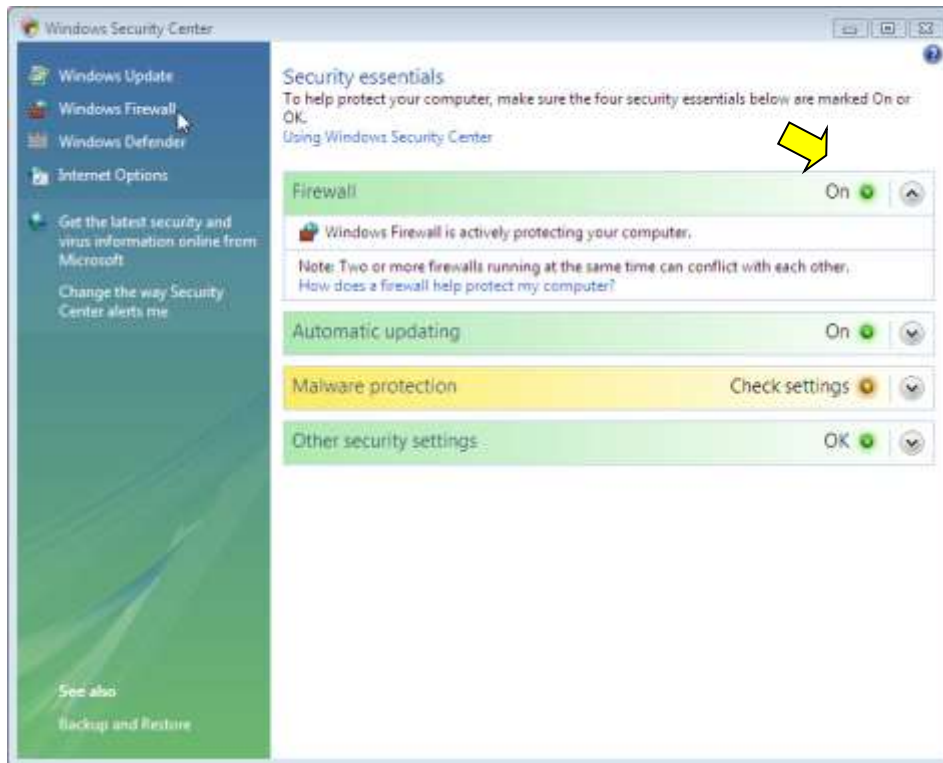 Windows Security Center
Windows Update
Windows Firewall
Windows Defender
Internet Options
Get the latest security and
virus information online from
Microsoft
Change the way Security
Center alerts me
See also
Backup and Restore
Security essentials
To help protect your computer, make sure the four security essentials below are marked On or
OK.
Using Windows Security Center
Firewall On
Windows Firewall is actively protecting your computer.
Note: Two or more firewalls running at the same time can conflict with each other.
How does a firewall help protect my computer?
Automatic updating On
Malware protection Check settings
Other security settings OK